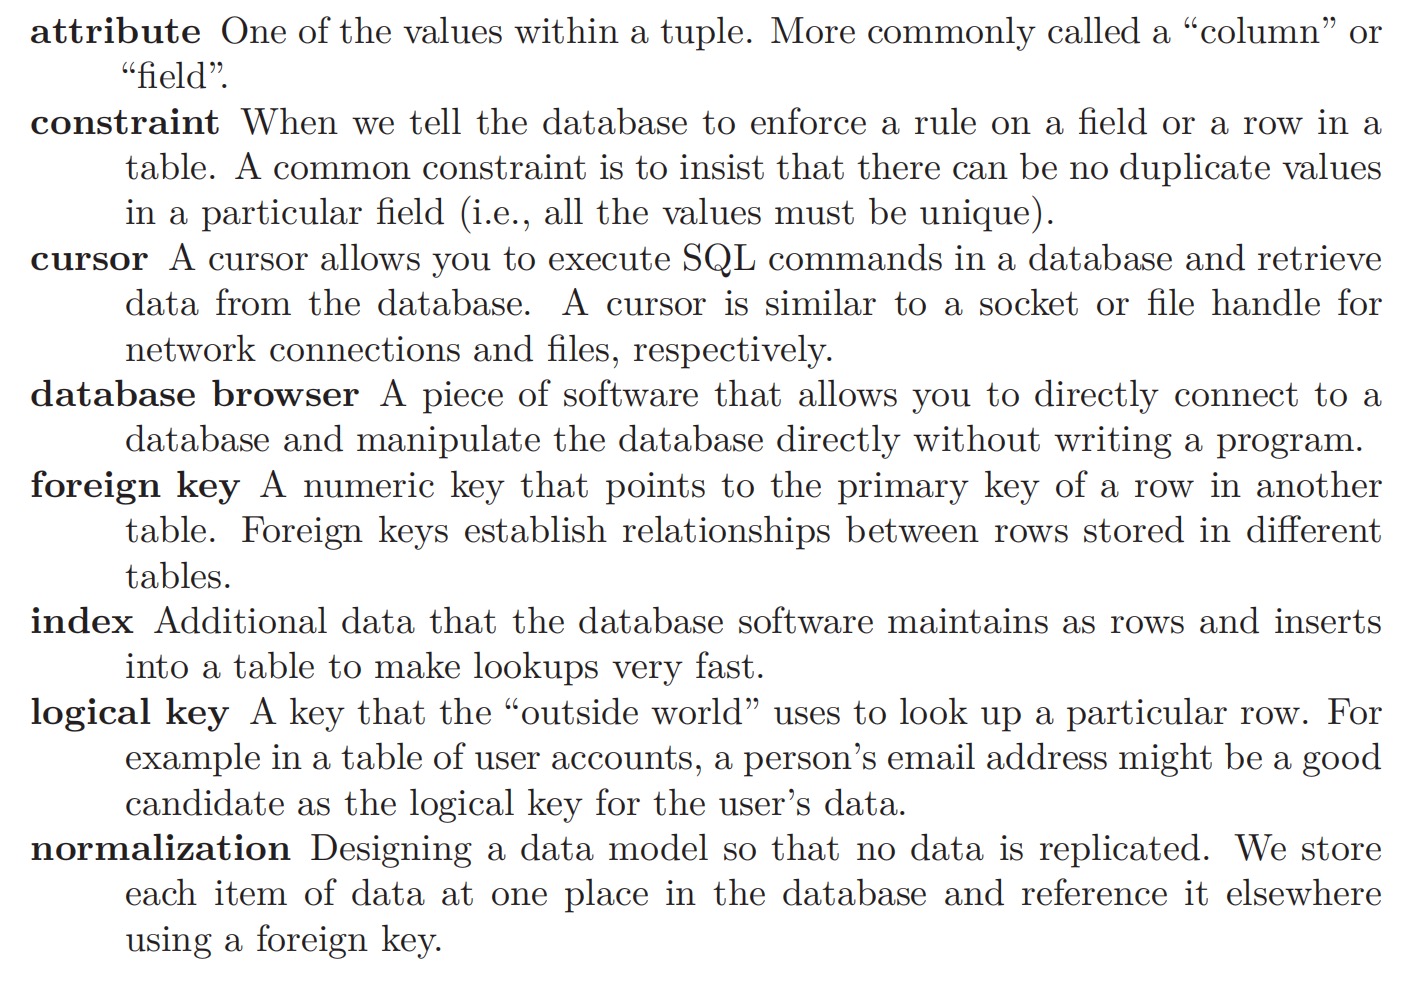 attribute One of the values within a tuple. More commonly called a “column” or
“field”.
constraint When we tell the database to enforce a rule on a field or a row in a
table. A common constraint is to insist that there can be no duplicate values
in a particular field (i.e., all the values must be unique).
cursor A cursor allows you to execute SQL commands in a database and retrieve
data from the database. A cursor is similar to a socket or file handle for
network connections and files, respectively.
database browser A piece of software that allows you to directly connect to a
database and manipulate the database directly without writing a program.
foreign key A numeric key that points to the primary key of a row in another
table. Foreign keys establish relationships between rows stored in different
tables.
index Additional data that the database software maintains as rows and inserts
into a table to make lookups very fast.
logical key A key that the “outside world” uses to look up a particular row. For
example in a table of user accounts, a person’s email address might be a good
candidate as the logical key for the user’s data.
normalization Designing a data model so that no data is replicated. We store
each item of data at one place in the database and reference it elsewhere
using a foreign key.